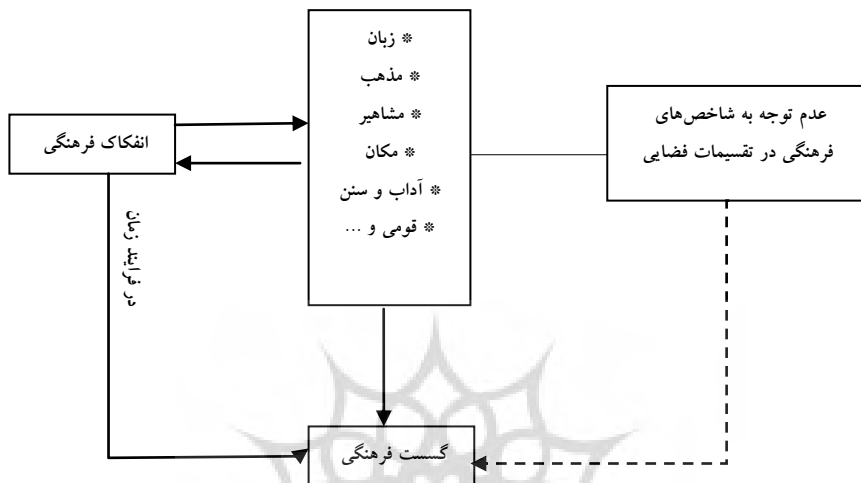 * زبان
* مذهب
* مشاهیر
* مکان
* آداب و سنن
* قومی و ...
عدم توجه به شاخص‌های
فرهنگی در تقسیمات فضایی
انفکاک فرهنگی
در فرایند زمان
گسست فرهنگی